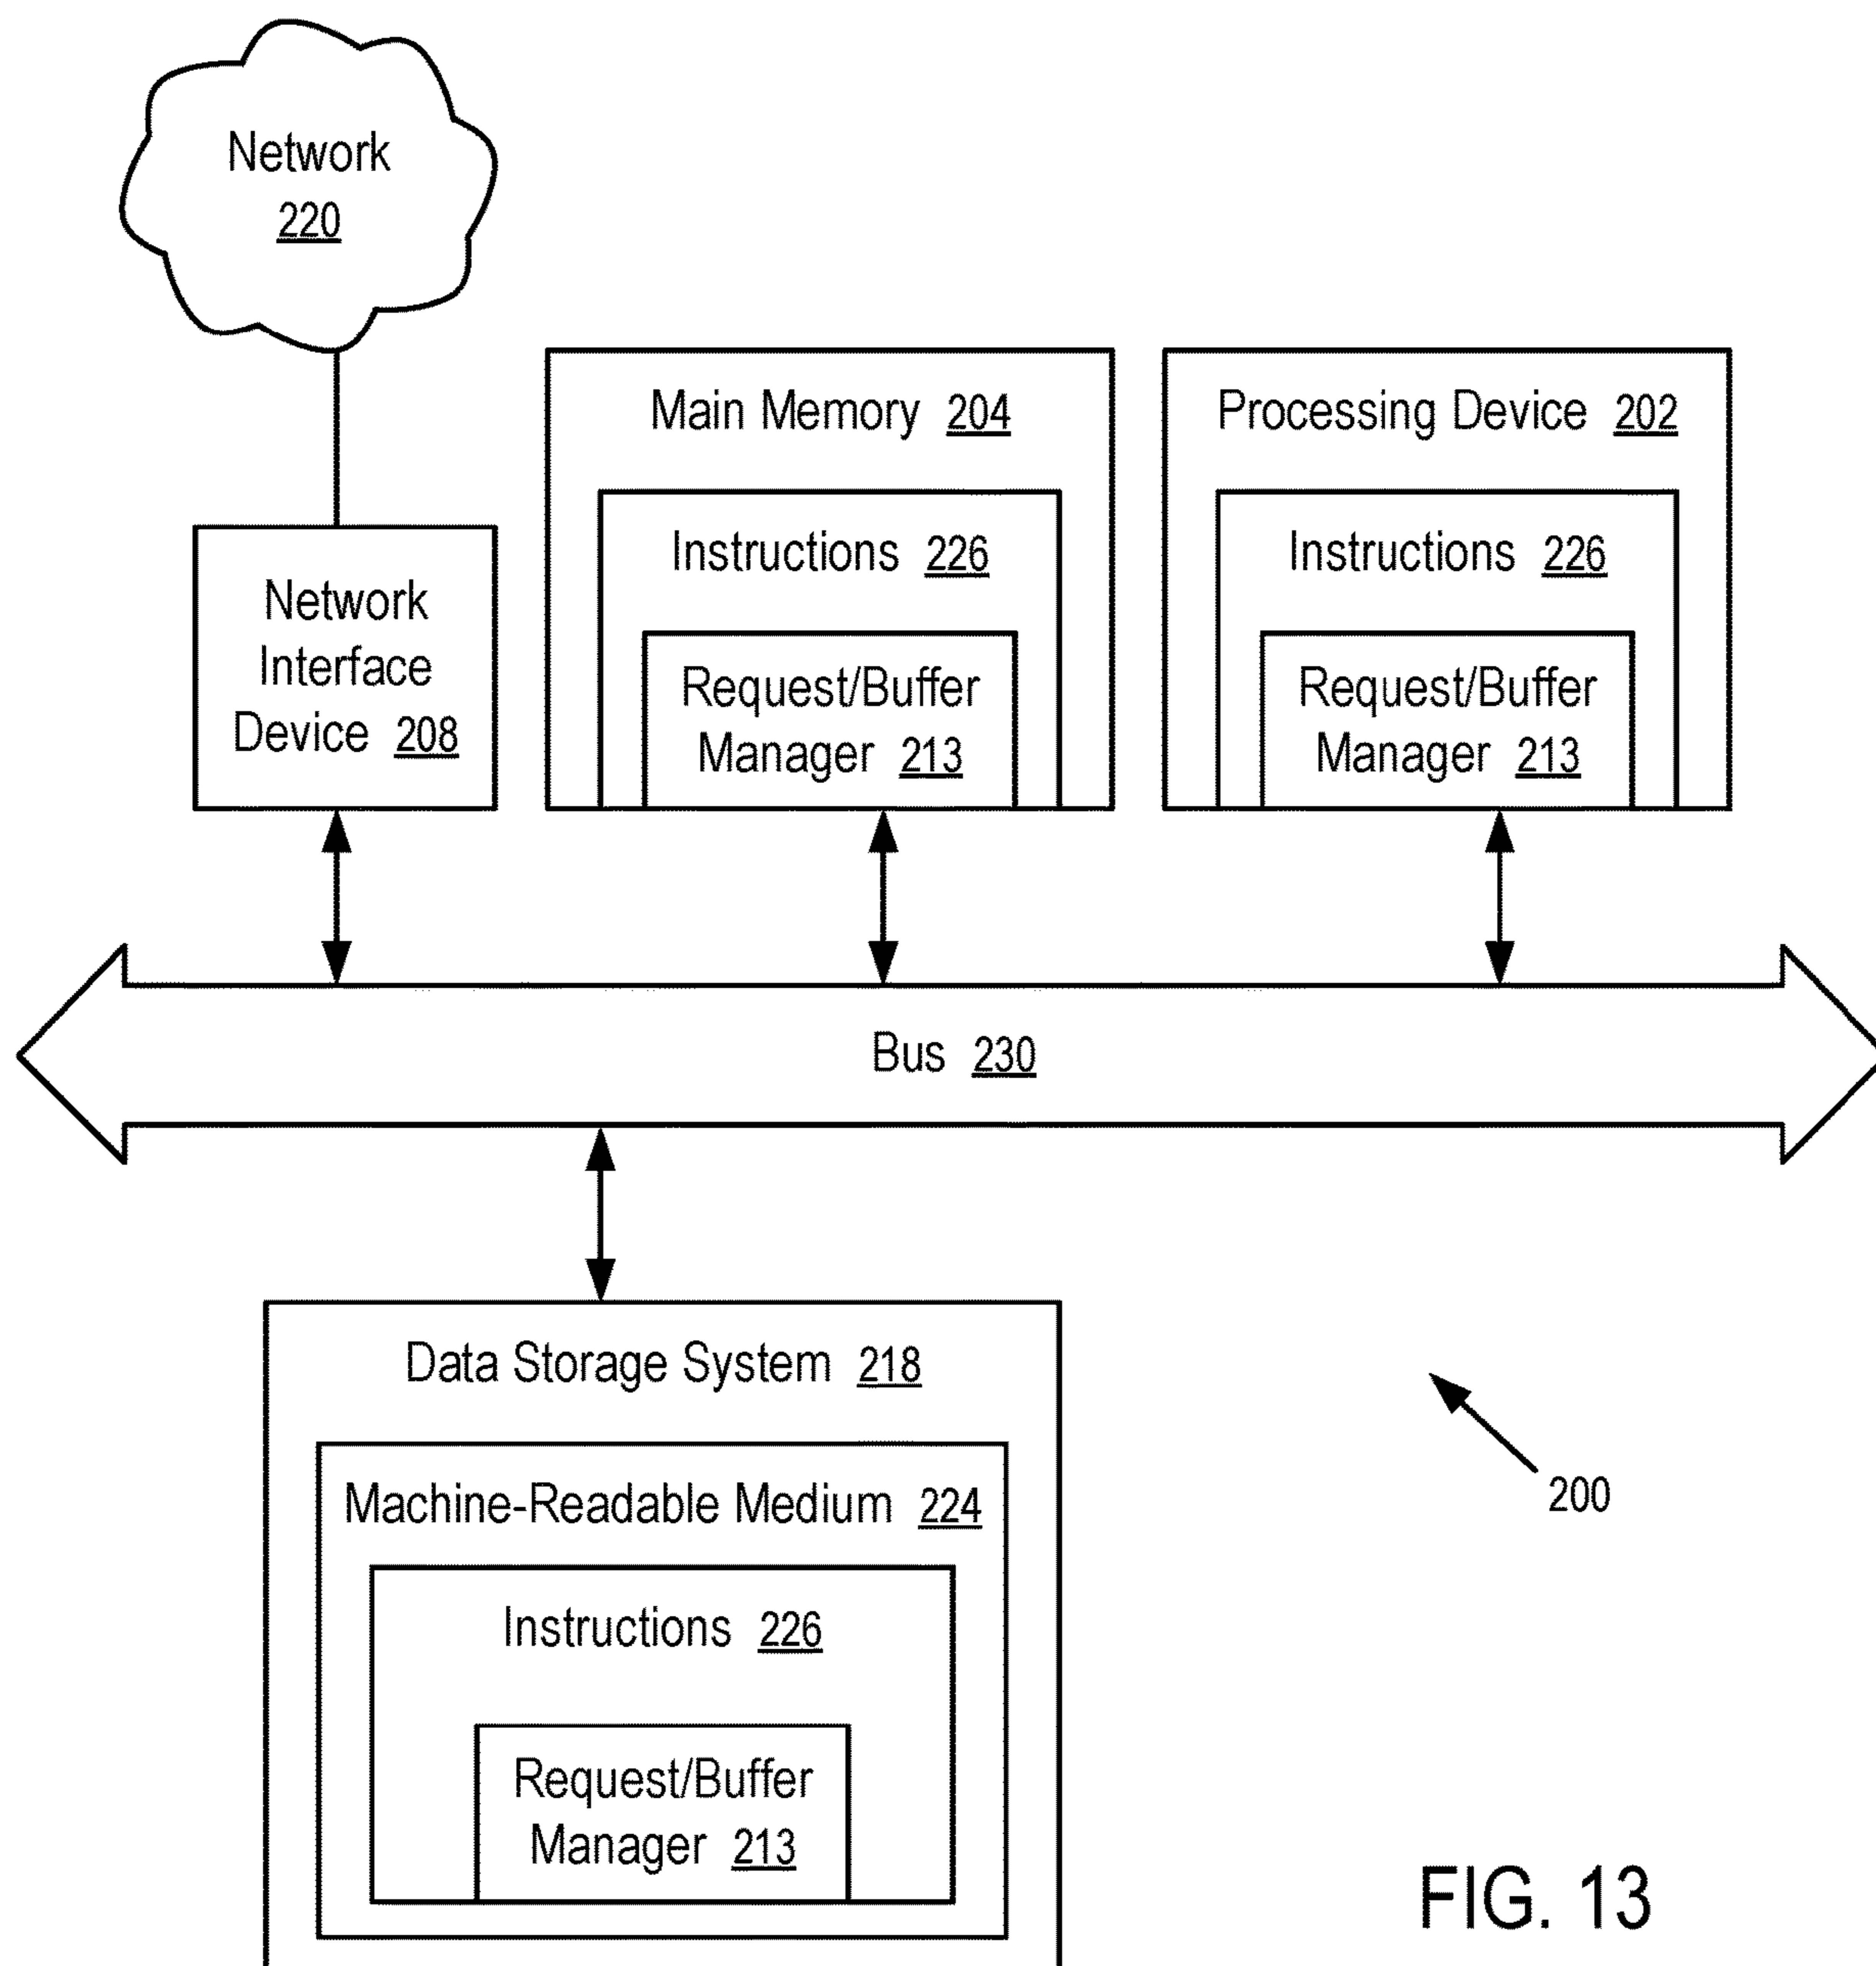 Network
220
Main Memory 204
Instructions 226
Request/Buffer
Manager 213
Processing Device 202
Instructions 226
Request/Buffer
Manager 213
Network
Interface
Device 208
Bus 230
Data Storage System 218
Machine-Readable Medium 224
Instructions 226
Request/Buffer
Manager 213
200
FIG. 13